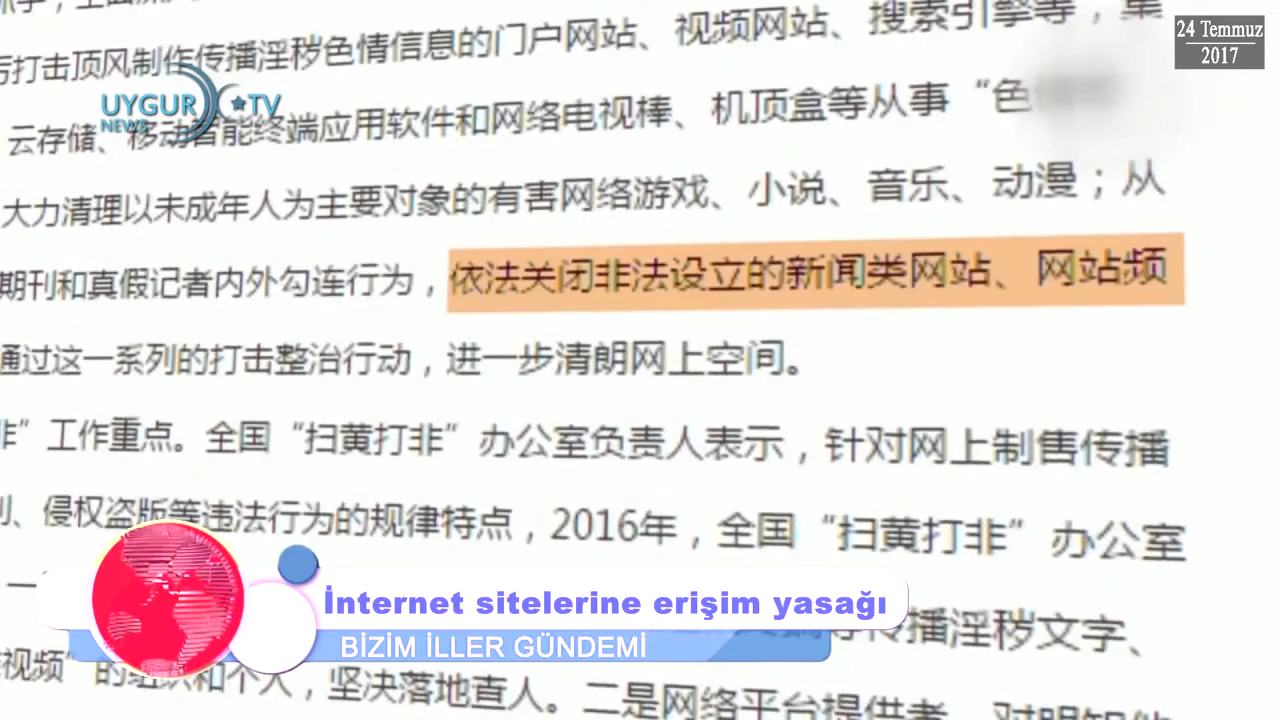 24 Temmuz
2017
厉打击顶风制作传播淫秽色情信息的门户网站、视频网站、搜索引擎等，集
UYGUR TV
NEWS
云存储、移动智能终端应用软件和网络电视棒、机顶盒等从事“色
大力清理以未成年人为主要对象的有害网络游戏、小说、音乐、动漫；从
期刊和真假记者内外勾连行为，依法关闭非法设立的新闻类网站、网站频
通过这一系列的打击整治行动，进一步清朗网上空间。
非”工作重点。全国“扫黄打非”办公室负责人表示，针对网上制售传播
、侵权盗版等违法行为的规律特点，2016年，全国“扫黄打非”办公室
一
传播淫秽文字、
İnternet sitelerine erişim yasağı
BİZİM İLLER GÜNDEMİ
视频”的组织和个人，坚决落地查人。二是网络平台提供者，对明知他